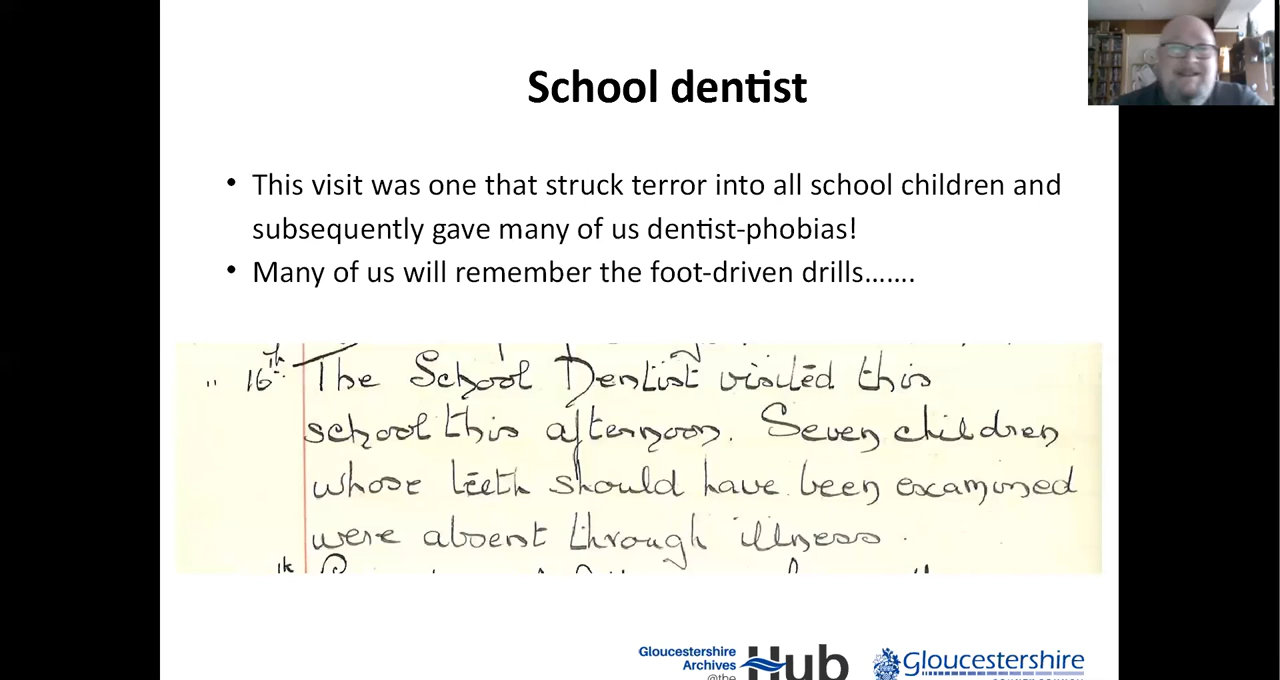 School dentist
• This visit was one that struck terror into all school children and
subsequently gave many of us dentist-phobias!
• Many of us will remember the foot-driven drills…….
" 16th The School Dentist visited this
school this afternoon. Seven children
whose teeth should have been examined
were absent through illness.
Gloucestershire
Archives
@the
Hub
Gloucestershire